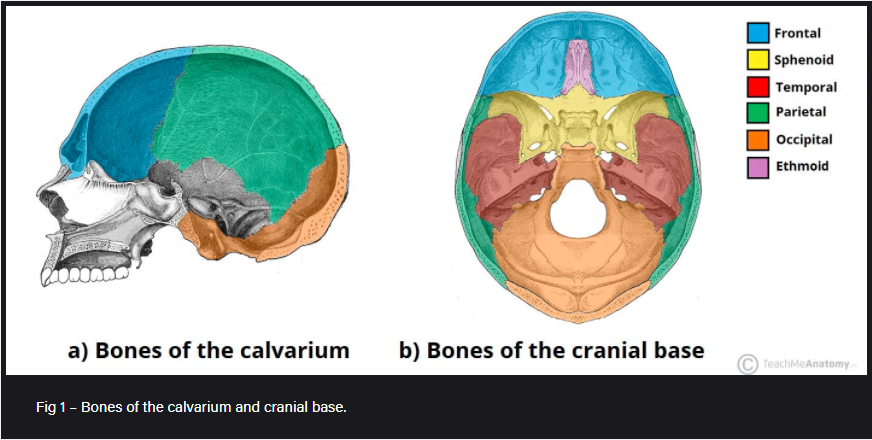 Frontal
Sphenoid
Temporal
Parietal
Occipital
Ethmoid
a) Bones of the calvarium
b) Bones of the cranial base
© TeachMeAnatomy
Fig 1 – Bones of the calvarium and cranial base.